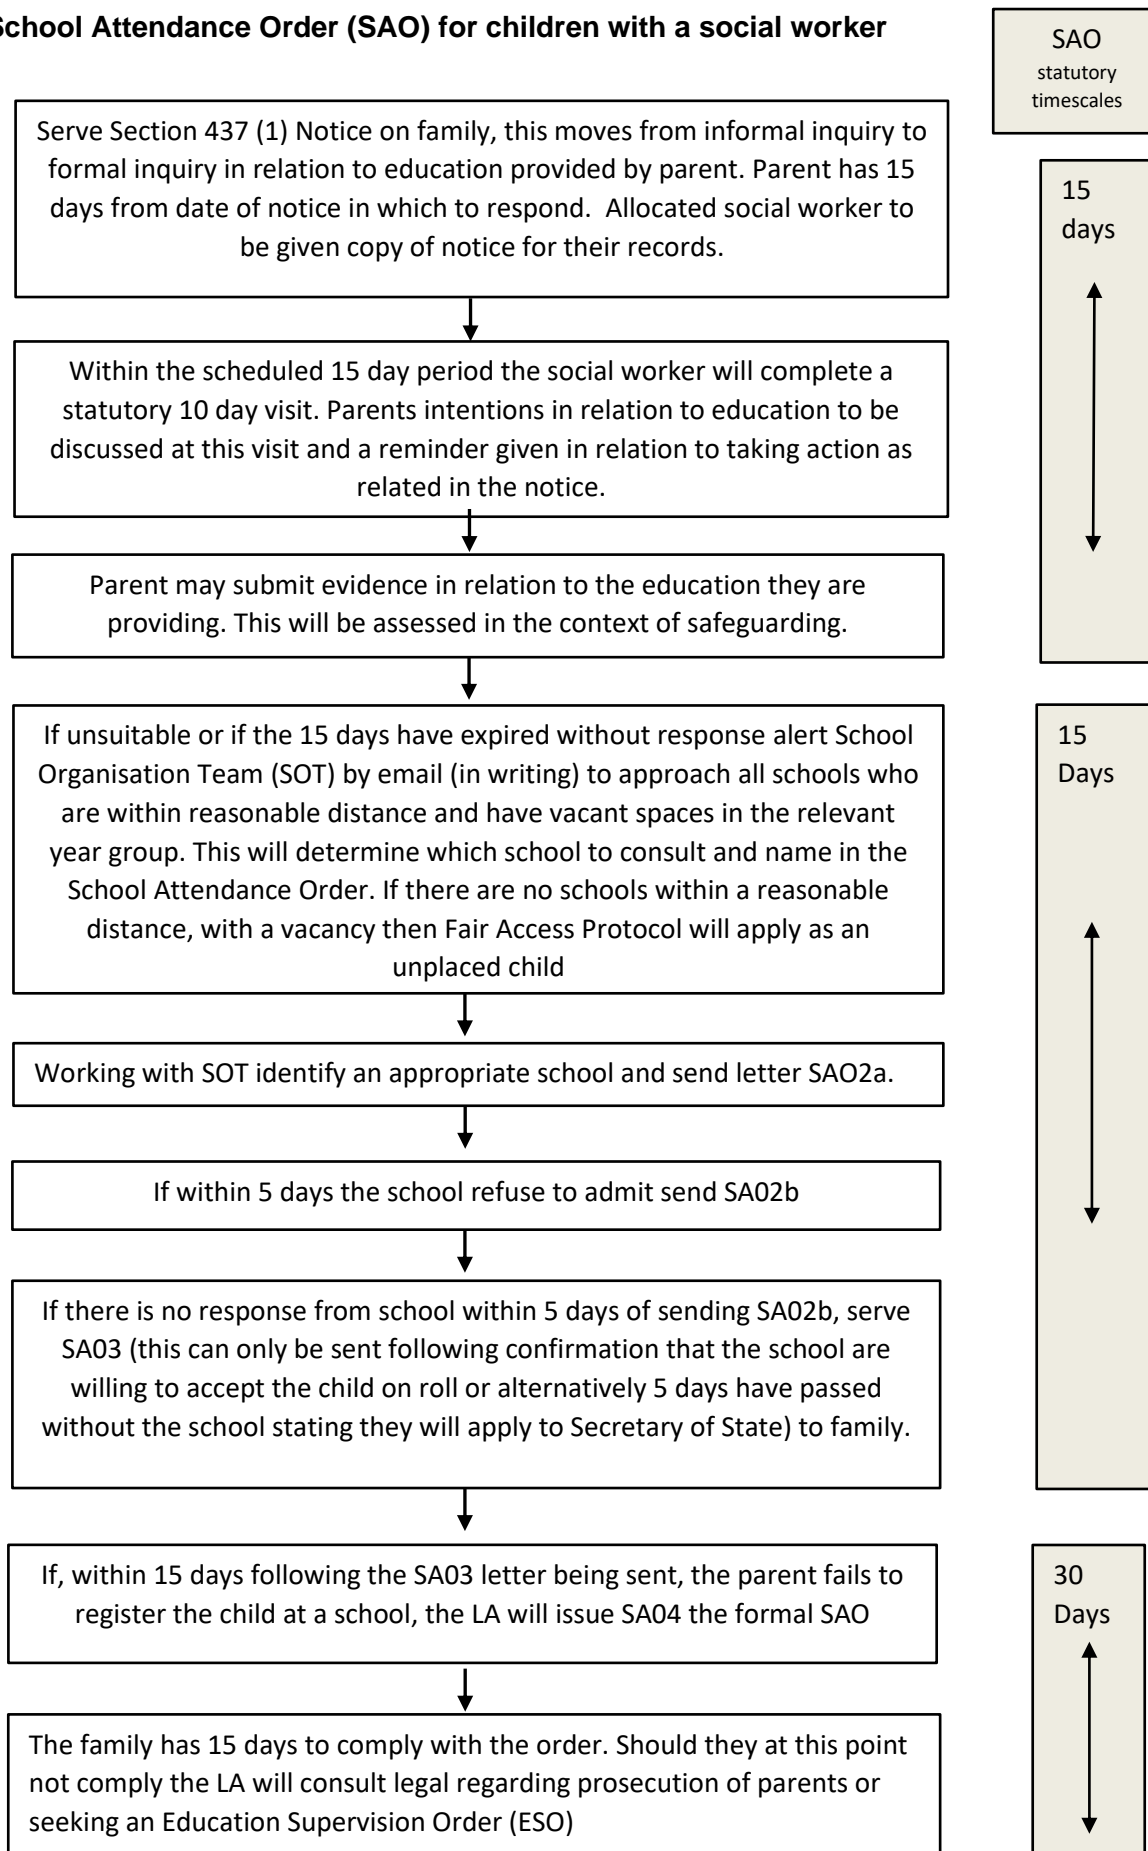 School Attendance Order (SAO) for children with a social worker
SAO
statutory
timescales
Serve Section 437 (1) Notice on family, this moves from informal inquiry to
formal inquiry in relation to education provided by parent. Parent has 15
days from date of notice in which to respond.  Allocated social worker to
be given copy of notice for their records.
15
days
Within the scheduled 15 day period the social worker will complete a
statutory 10 day visit. Parents intentions in relation to education to be
discussed at this visit and a reminder given in relation to taking action as
related in the notice.
Parent may submit evidence in relation to the education they are
providing. This will be assessed in the context of safeguarding.
If unsuitable or if the 15 days have expired without response alert School
Organisation Team (SOT) by email (in writing) to approach all schools who
are within reasonable distance and have vacant spaces in the relevant
year group. This will determine which school to consult and name in the
School Attendance Order. If there are no schools within a reasonable
distance, with a vacancy then Fair Access Protocol will apply as an
unplaced child
15
Days
Working with SOT identify an appropriate school and send letter SAO2a.
If within 5 days the school refuse to admit send SA02b
If there is no response from school within 5 days of sending SA02b, serve
SA03 (this can only be sent following confirmation that the school are
willing to accept the child on roll or alternatively 5 days have passed
without the school stating they will apply to Secretary of State) to family.
If, within 15 days following the SA03 letter being sent, the parent fails to
register the child at a school, the LA will issue SA04 the formal SAO
30
Days
The family has 15 days to comply with the order. Should they at this point
not comply the LA will consult legal regarding prosecution of parents or
seeking an Education Supervision Order (ESO)